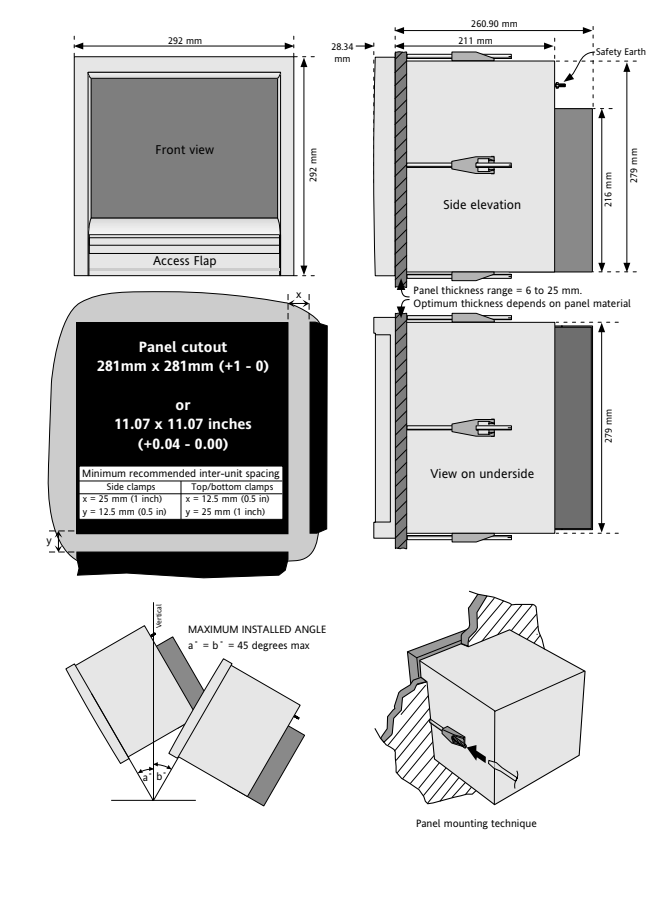 260.90 mm
292 mm
28.34
mm
211 mm
Safety Earth
Front view
292 mm
Access Flap
Side elevation
216 mm
279 mm
Panel thickness range = 6 to 25 mm.
Optimum thickness depends on panel material
x
Panel cutout
281mm x 281mm (+1 - 0)
or
11.07 x 11.07 inches
(+0.04 - 0.00)
Minimum recommended inter-unit spacing
Side clamps Top/bottom clamps
x = 25 mm (1 inch) x = 12.5 mm (0.5 in)
y = 12.5 mm (0.5 in) y = 25 mm (1 inch)
y
View on underside
279 mm
Vertical
MAXIMUM INSTALLED ANGLE
a˚ = b˚ = 45 degrees max
a˚ b˚
Panel mounting technique